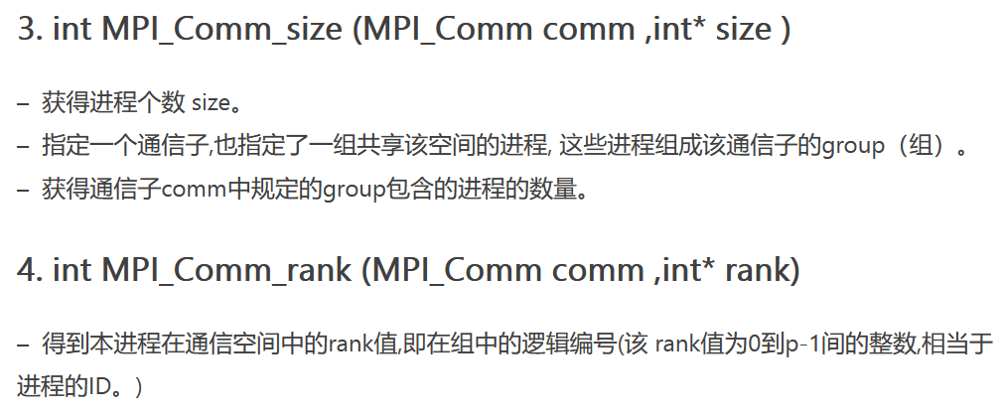 3. int MPI_Comm_size (MPI_Comm comm ,int* size )
– 获得进程个数 size。
– 指定一个通信子,也指定了一组共享该空间的进程, 这些进程组成该通信子的group（组）。
– 获得通信子comm中规定的group包含的进程的数量。
4. int MPI_Comm_rank (MPI_Comm comm ,int* rank)
– 得到本进程在通信空间中的rank值,即在组中的逻辑编号(该 rank值为0到p-1间的整数,相当于
进程的ID。)